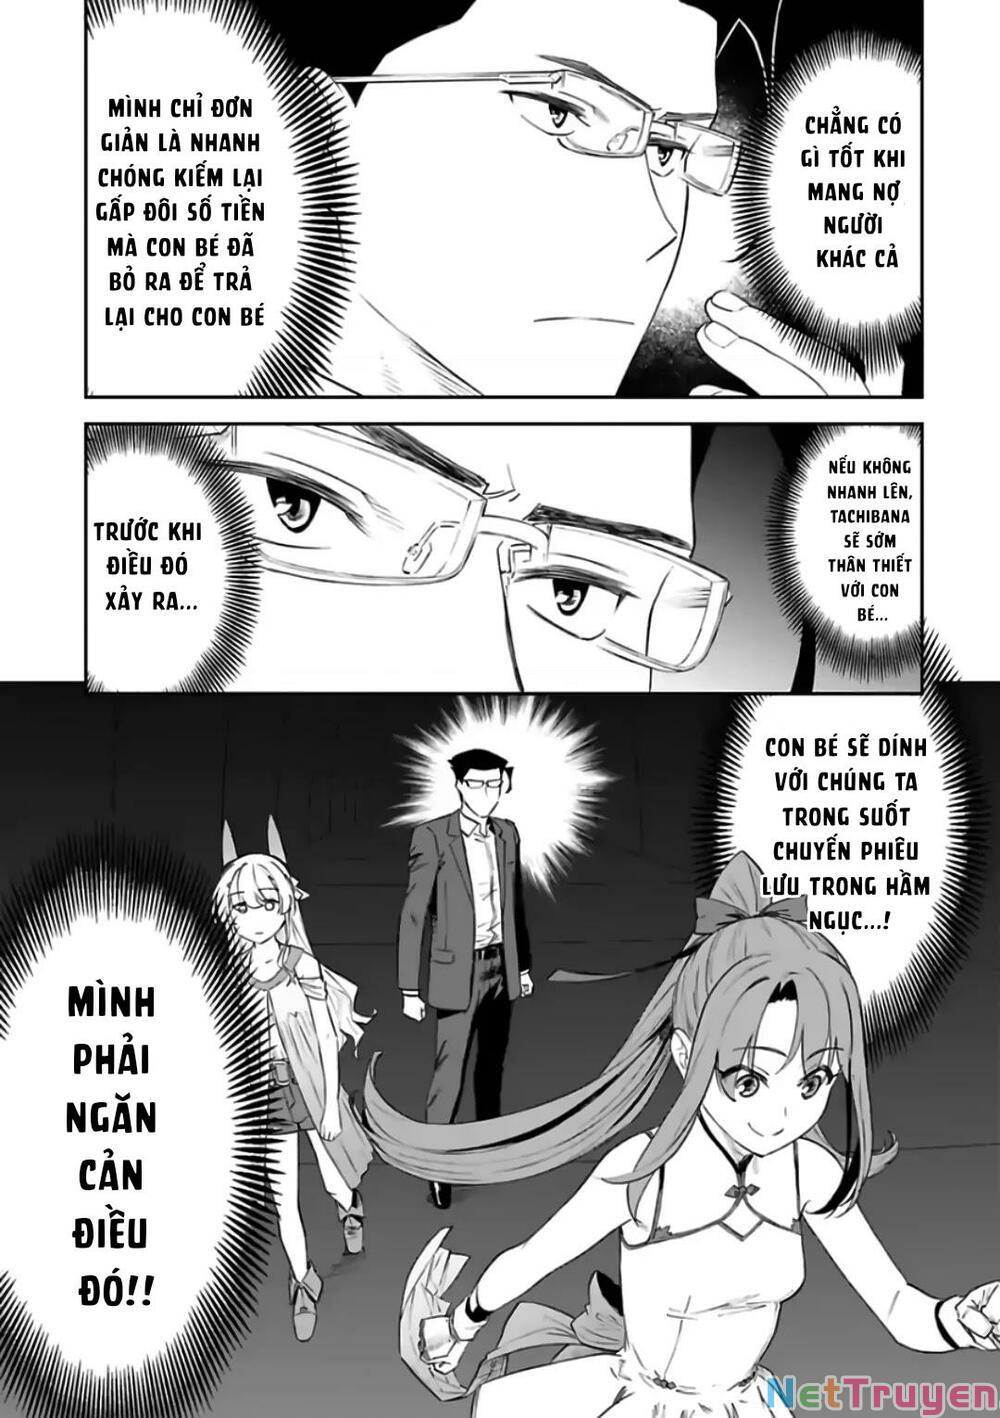 CHẲNG CÓ
GÌ TỐT KHI
MANG NỢ
NGƯỜI
KHÁC CẢ
MÌNH CHỈ ĐƠN
GIẢN LÀ NHANH
CHÓNG KIẾM LẠI
GẤP ĐÔI SỐ TIỀN
MÀ CON BÉ ĐÃ
BỎ RA ĐỂ TRẢ
LẠI CHO CON BÉ
NẾU KHÔNG
NHANH LÊN,
TACHIBANA
SẼ SỚM
THÂN THIẾT
VỚI CON
BÉ...
TRƯỚC KHI
ĐIỀU ĐÓ
XẢY RA...
CON BÉ SẼ DÍNH
VỚI CHÚNG TA
TRONG SUỐT
CHUYẾN PHIÊU
LƯU TRONG HẦM
NGỤC...!
MÌNH
PHẢI
NGĂN
CẢN
ĐIỀU
ĐÓ!!
NetTruyen